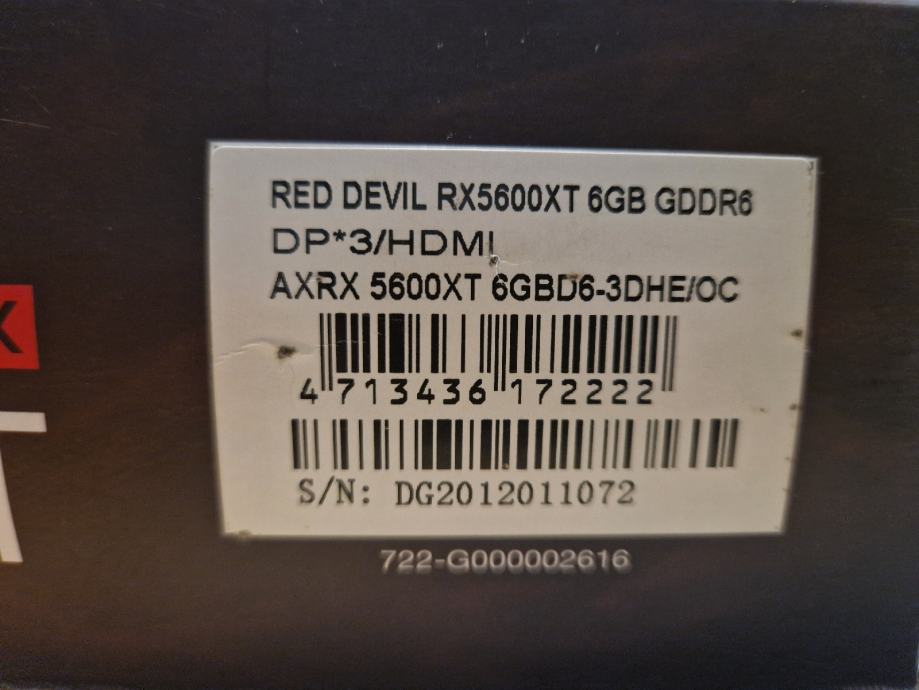 RED DEVIL RX5600XT 6GB GDDR6
DP*3/HDMI
AXRX 5600XT 6GBD6-3DHE/OC
4 713436 172222
S/N: DG2012011072
722-G000002616
X
T